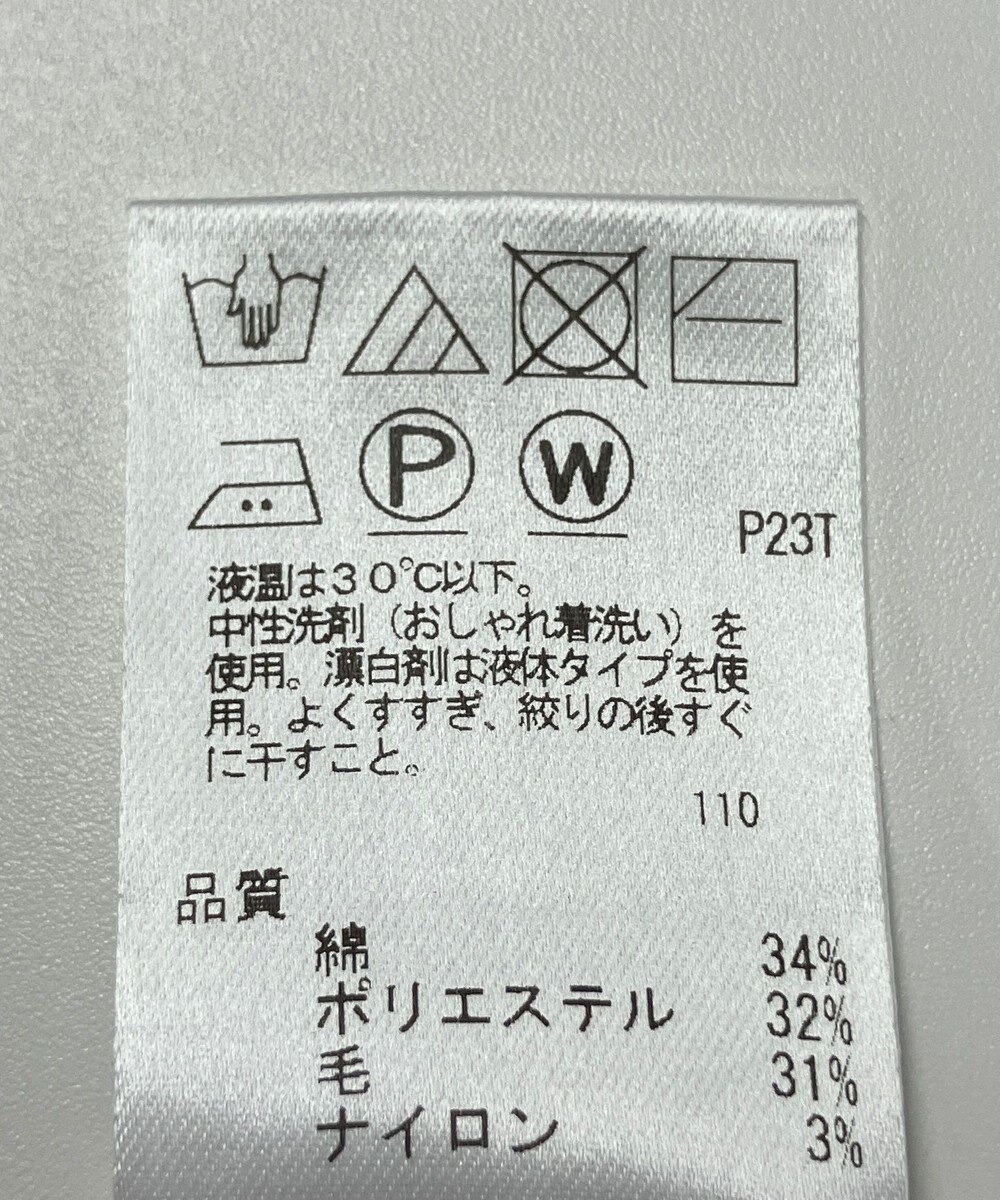 P W
P23T
液温は30℃以下。
中性洗剤(おしゃれ着洗い)を
使用。漂白剤は液体タイプを使
用。よくすすぎ、絞りの後すぐ
に干すこと。
110
品質
綿 34%
ポリエステル 32%
毛 31%
ナイロン 3%